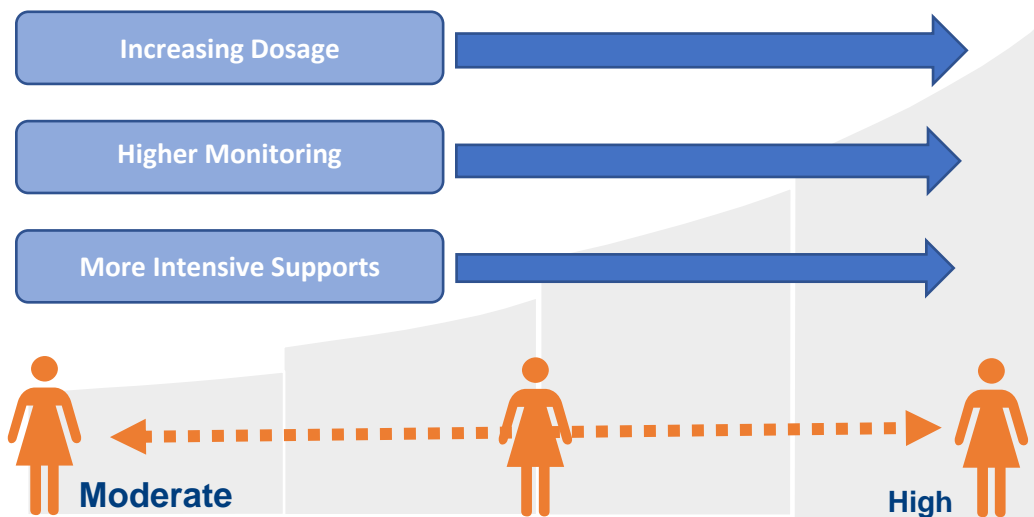 Increasing Dosage
Higher Monitoring
More Intensive Supports
Moderate
High